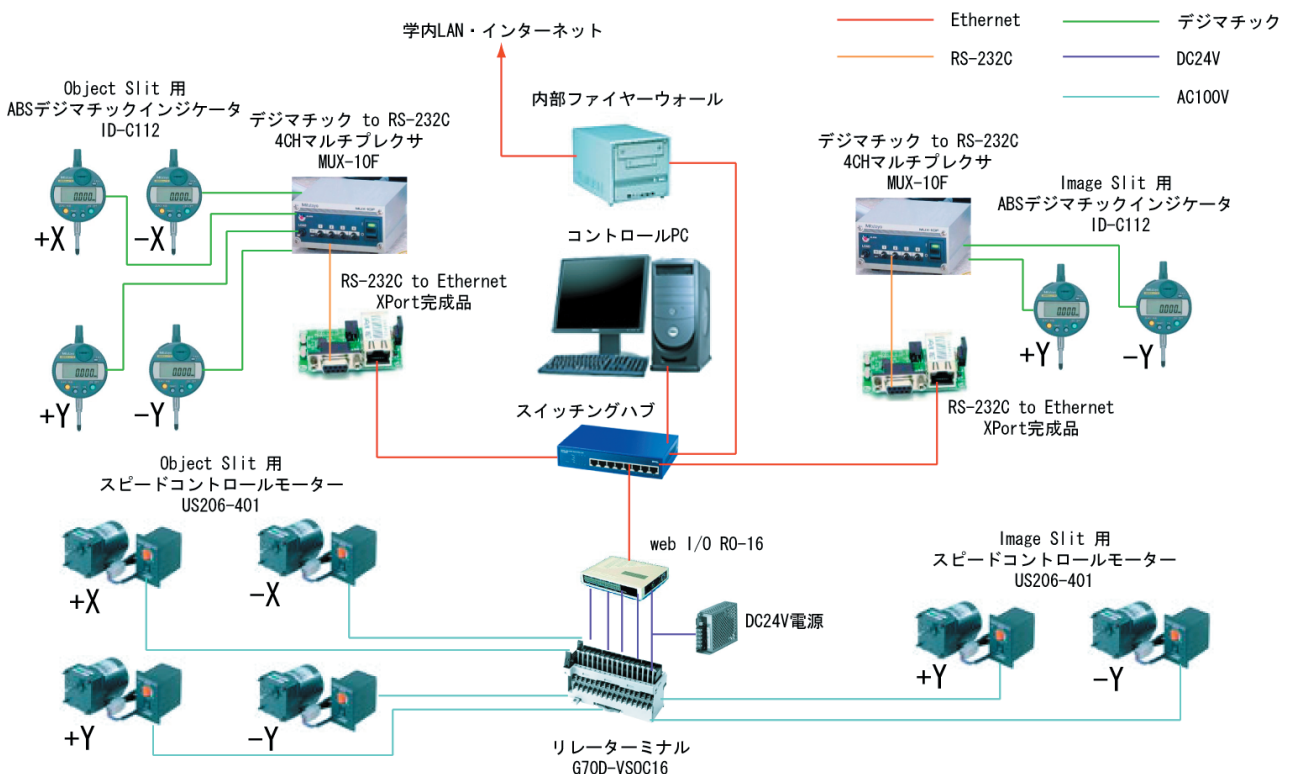 学内LAN・インターネット
Ethernet
デジマチック
RS-232C
DC24V
AC100V
Object Slit 用
ABSデジマチックインジケータ
ID-C112
デジマチック to RS-232C
4CHマルチプレクサ
MUX-10F
内部ファイヤーウォール
デジマチック to RS-232C
4CHマルチプレクサ
MUX-10F
Image Slit 用
ABSデジマチックインジケータ
ID-C112
+X
-X
コントロールPC
RS-232C to Ethernet
XPort完成品
+Y
-Y
+Y
-Y
スイッチングハブ
RS-232C to Ethernet
XPort完成品
Object Slit 用
スピードコントロールモーター
US206-401
web I/O RO-16
Image Slit 用
スピードコントロールモーター
US206-401
+X
-X
DC24V電源
+Y
-Y
+Y
-Y
リレーターミナル
G70D-VSOC16